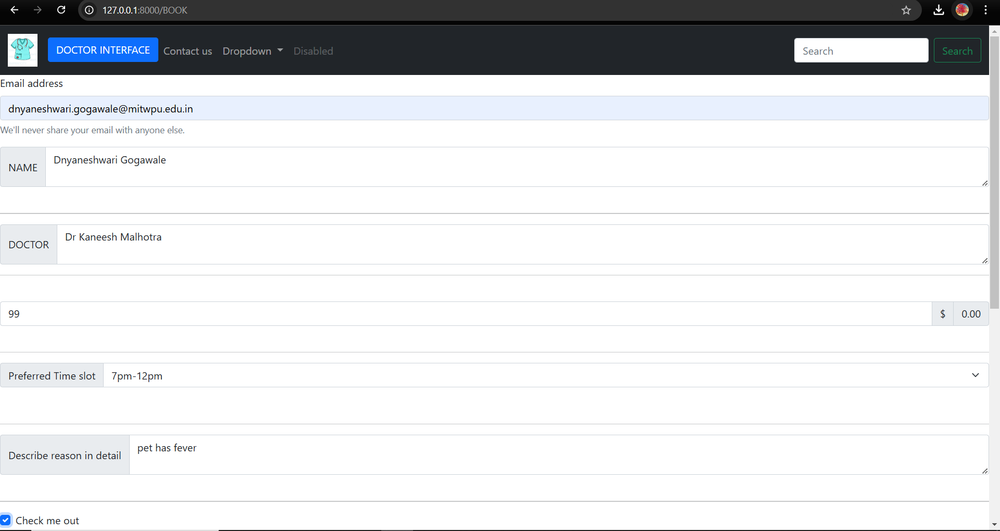 127.0.0.1:8000/BOOK
DOCTOR INTERFACE Contact us Dropdown Disabled Search Search
Email address
dnyaneshwari.gogawale@mitwpu.edu.in
We'll never share your email with anyone else.
NAME Dnyaneshwari Gogawale
DOCTOR Dr Kaneesh Malhotra
99 $ 0.00
Preferred Time slot 7pm-12pm
Describe reason in detail pet has fever
Check me out